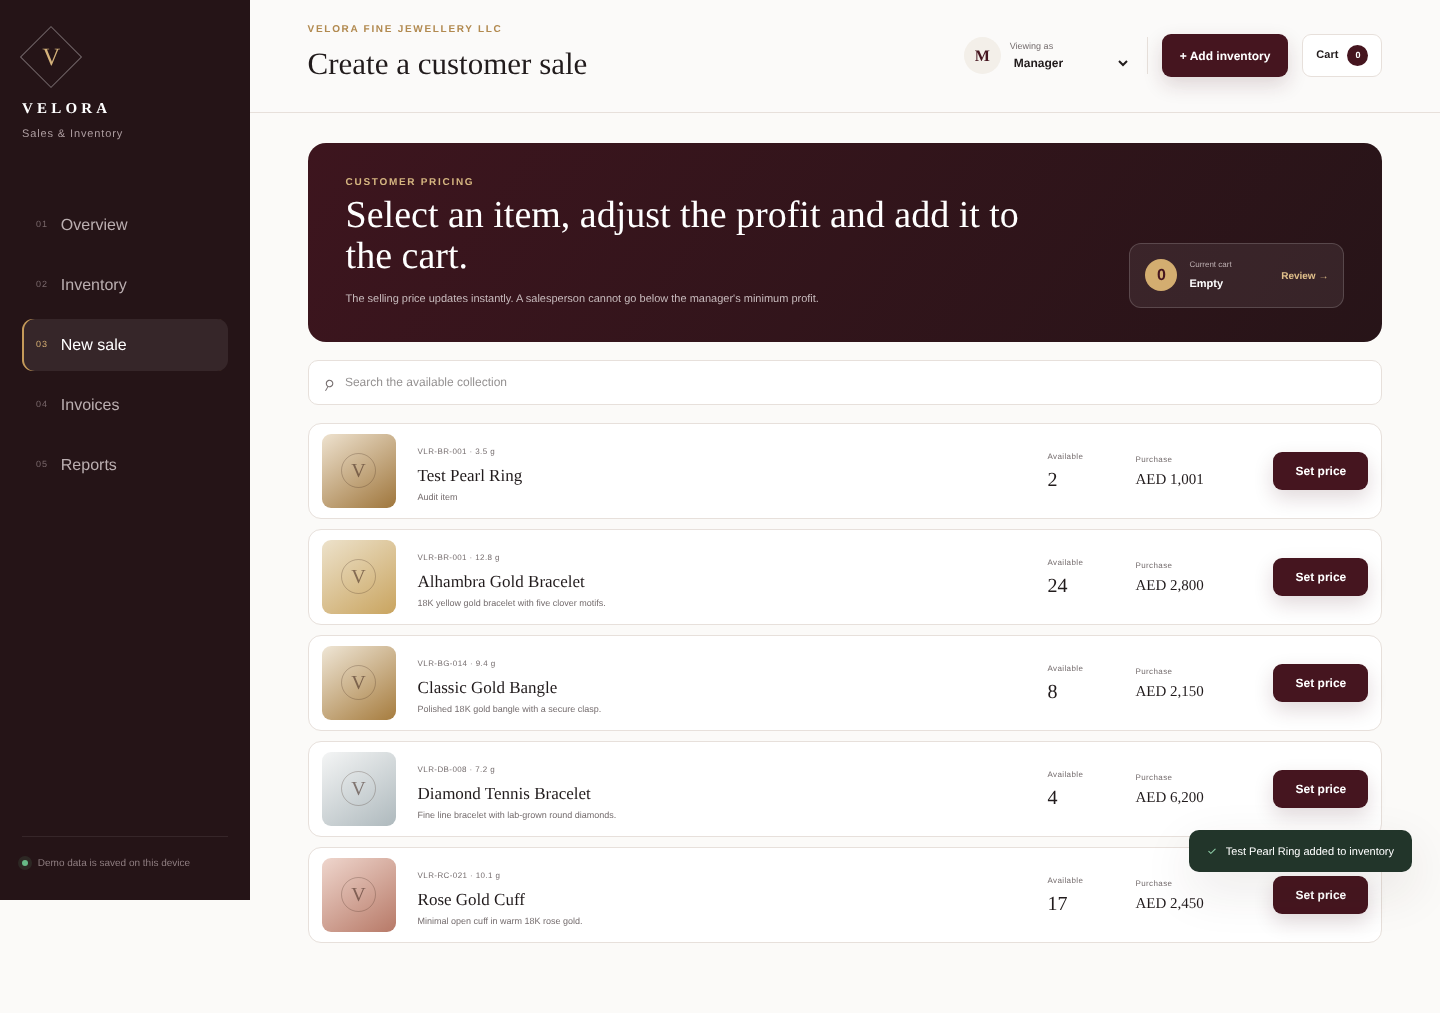 V
VELORA
Sales & Inventory
01 Overview
02 Inventory
03 New sale
04 Invoices
05 Reports
Demo data is saved on this device
VELORA FINE JEWELLERY LLC
Create a customer sale
M
Viewing as
Manager
+ Add inventory
Cart 0
CUSTOMER PRICING
Select an item, adjust the profit and add it to
the cart.
The selling price updates instantly. A salesperson cannot go below the manager's minimum profit.
0
Current cart
Empty
Review →
Search the available collection
V
VLR-BR-001 · 3.5 g
Test Pearl Ring
Audit item
Available
2
Purchase
AED 1,001
Set price
V
VLR-BR-001 · 12.8 g
Alhambra Gold Bracelet
18K yellow gold bracelet with five clover motifs.
Available
24
Purchase
AED 2,800
Set price
V
VLR-BG-014 · 9.4 g
Classic Gold Bangle
Polished 18K gold bangle with a secure clasp.
Available
8
Purchase
AED 2,150
Set price
V
VLR-DB-008 · 7.2 g
Diamond Tennis Bracelet
Fine line bracelet with lab-grown round diamonds.
Available
4
Purchase
AED 6,200
Set price
✓ Test Pearl Ring added to inventory
V
VLR-RC-021 · 10.1 g
Rose Gold Cuff
Minimal open cuff in warm 18K rose gold.
Available
17
Purchase
AED 2,450
Set price